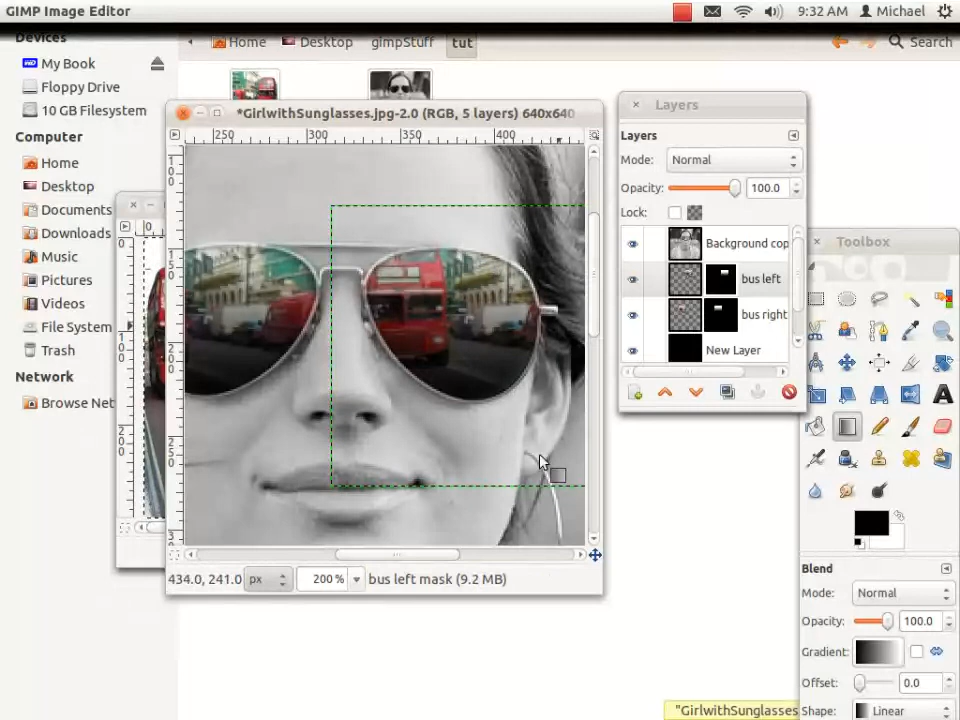 GIMP Image Editor
9:32 AM
Michael
Devices
My Book
Floppy Drive
10 GB Filesystem
Computer
Home
Desktop
Documents
Downloads
Music
Pictures
Videos
File System
Trash
Network
Browse Net
Home
Desktop
gimpStuff
tut
Search
*GirlwithSunglasses.jpg-2.0 (RGB, 5 layers) 640x640
250
300
350
400
434.0, 241.0
px
200 %
bus left mask (9.2 MB)
Layers
Layers
Mode:
Normal
Opacity:
100.0
Lock:
Background cop
bus left
bus right
New Layer
Toolbox
Blend
Mode:
Normal
Opacity:
100.0
Gradient:
Offset:
0.0
Shape:
Linear
"GirlwithSunglasses